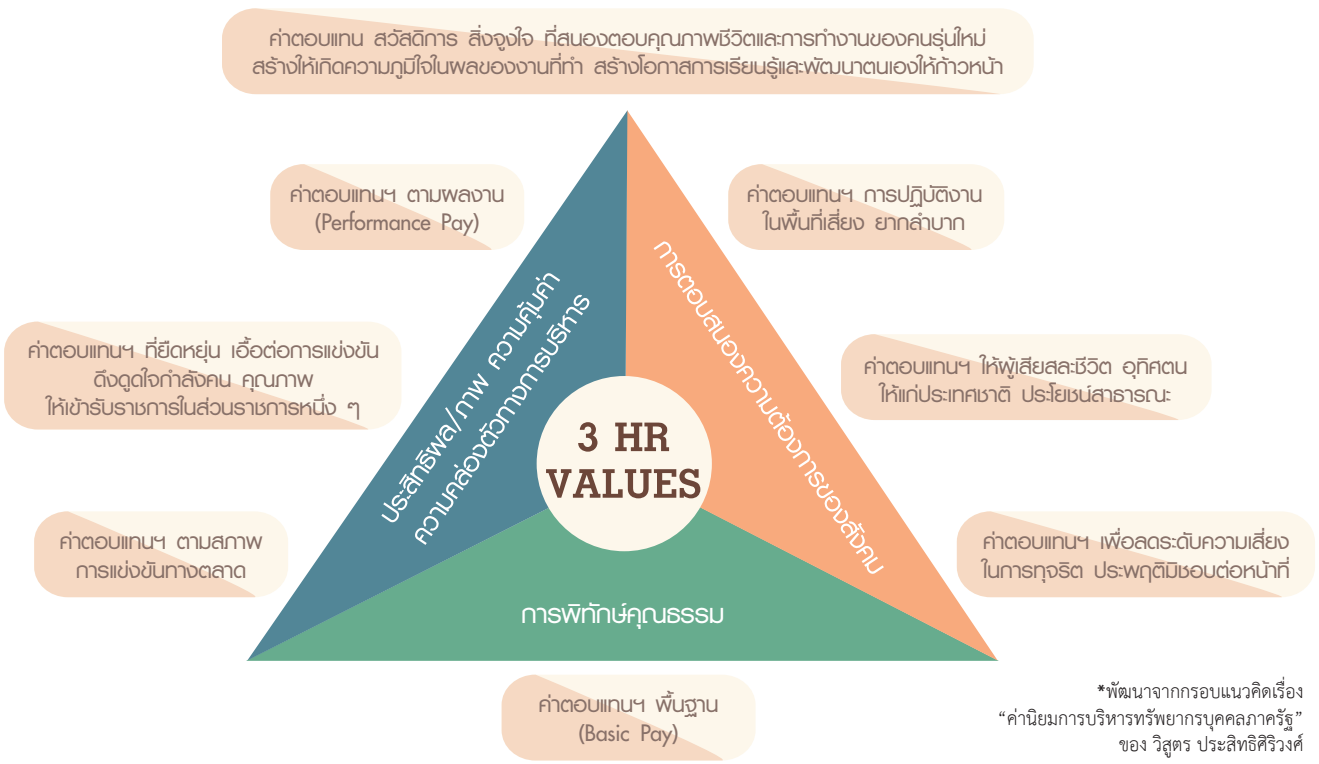 ค่าตอบแทน สวัสดิการ สิ่งจูงใจ ที่สนองตอบคุณภาพชีวิตและการทำงานของคนรุ่นใหม่
สร้างให้เกิดความภูมิใจในผลของงานที่ทำ สร้างโอกาสการเรียนรู้และพัฒนาตนเองให้ก้าวหน้า
ค่าตอบแทนฯ ตามผลงาน
(Performance Pay)
ค่าตอบแทนฯ การปฏิบัติงาน
ในพื้นที่เสี่ยง ยากลำบาก
ค่าตอบแทนฯ ที่ยืดหยุ่น เอื้อต่อการแข่งขัน
ดึงดูดใจกำลังคน คุณภาพ
ให้เข้ารับราชการในส่วนราชการหนึ่ง ๆ
ประสิทธิผล/ภาพ ความคุ้มค่า
ความคล่องตัวทางการบริหาร
การตอบสนองความต้องการของสังคม
ค่าตอบแทนฯ ให้ผู้เสียสละชีวิต อุทิศตน
ให้แก่ประเทศชาติ ประโยชน์สาธารณะ
3 HR
VALUES
ค่าตอบแทนฯ ตามสภาพ
การแข่งขันทางตลาด
ค่าตอบแทนฯ เพื่อลดระดับความเสี่ยง
ในการทุจริต ประพฤติมิชอบต่อหน้าที่
การพิทักษ์คุณธรรม
ค่าตอบแทนฯ พื้นฐาน
(Basic Pay)
*พัฒนาจากกรอบแนวคิดเรื่อง
“ค่านิยมการบริหารทรัพยากรบุคคลภาครัฐ”
ของ วิสูตร ประสิทธิศิริวงศ์